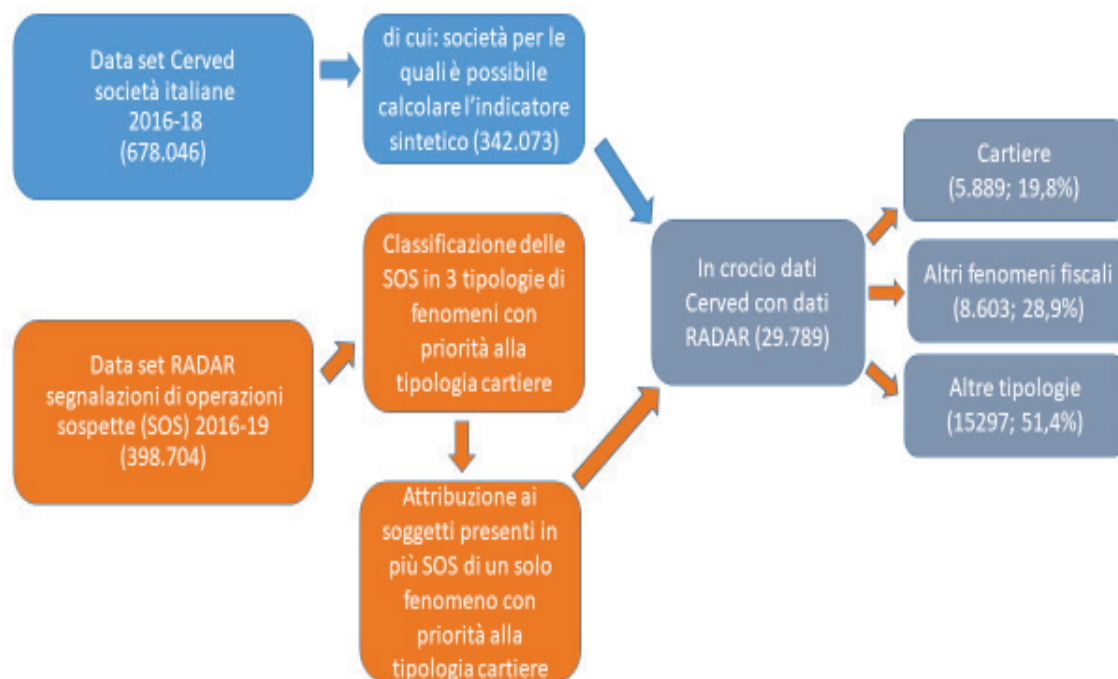 Data set Cerved
società italiane
2016-18
(678.046)
di cui: società per le
quali è possibile
calcolare l'indicatore
sintetico (342.073)
Classificazione delle
SOS in 3 tipologie di
fenomeni con
priorità alla
tipologia cartiere
Data set RADAR
segnalazioni di operazioni
sospette (SOS) 2016-19
(398.704)
Attribuzione ai
soggetti presenti in
più SOS di un solo
fenomeno con
priorità alla
tipologia cartiere
In crocio dati
Cerved con dati
RADAR (29.789)
Cartiere
(5.889; 19,8%)
Altri fenomeni fiscali
(8.603; 28,9%)
Altre tipologie
(15297; 51,4%)